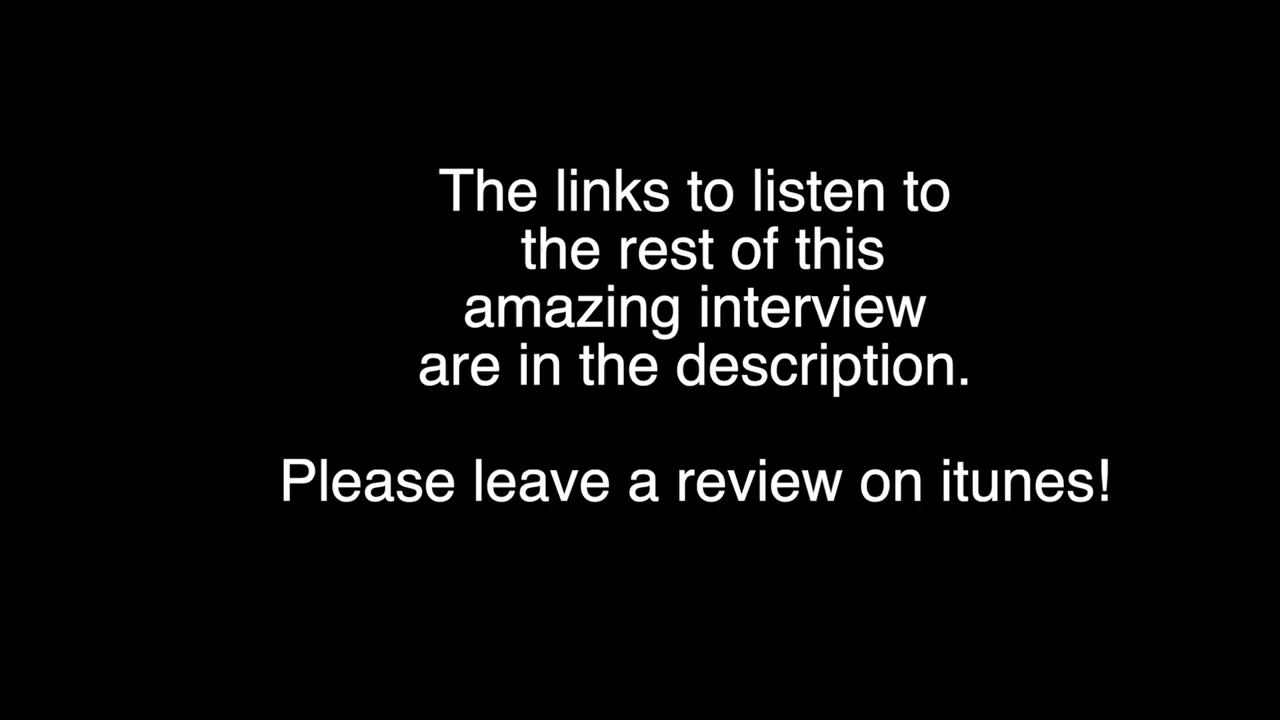 The links to listen to
the rest of this
amazing interview
are in the description.
Please leave a review on itunes!